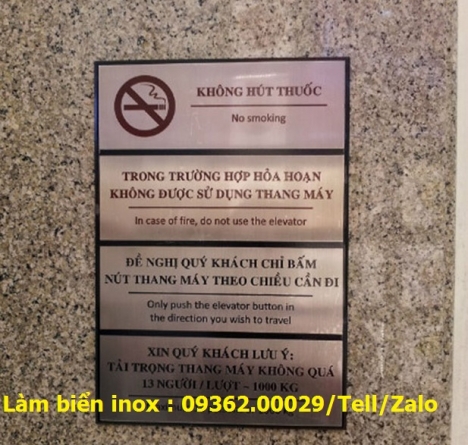 KHÔNG HÚT THUỐC
No smoking
TRONG TRƯỜNG HỢP HỎA HOẠN
KHÔNG ĐƯỢC SỬ DỤNG THANG MÁY
In case of fire, do not use the elevator
ĐỀ NGHỊ QUÝ KHÁCH CHỈ BẤM
NÚT THANG MÁY THEO CHIỀU CẦN ĐI
Only push the elevator button in
the direction you wish to travel
XIN QUÝ KHÁCH LƯU Ý:
TẢI TRỌNG THANG MÁY KHÔNG QUÁ
13 NGƯỜI / LƯỢT – 1000 KG
Làm biển inox : 09362.00029/Tell/Zalo